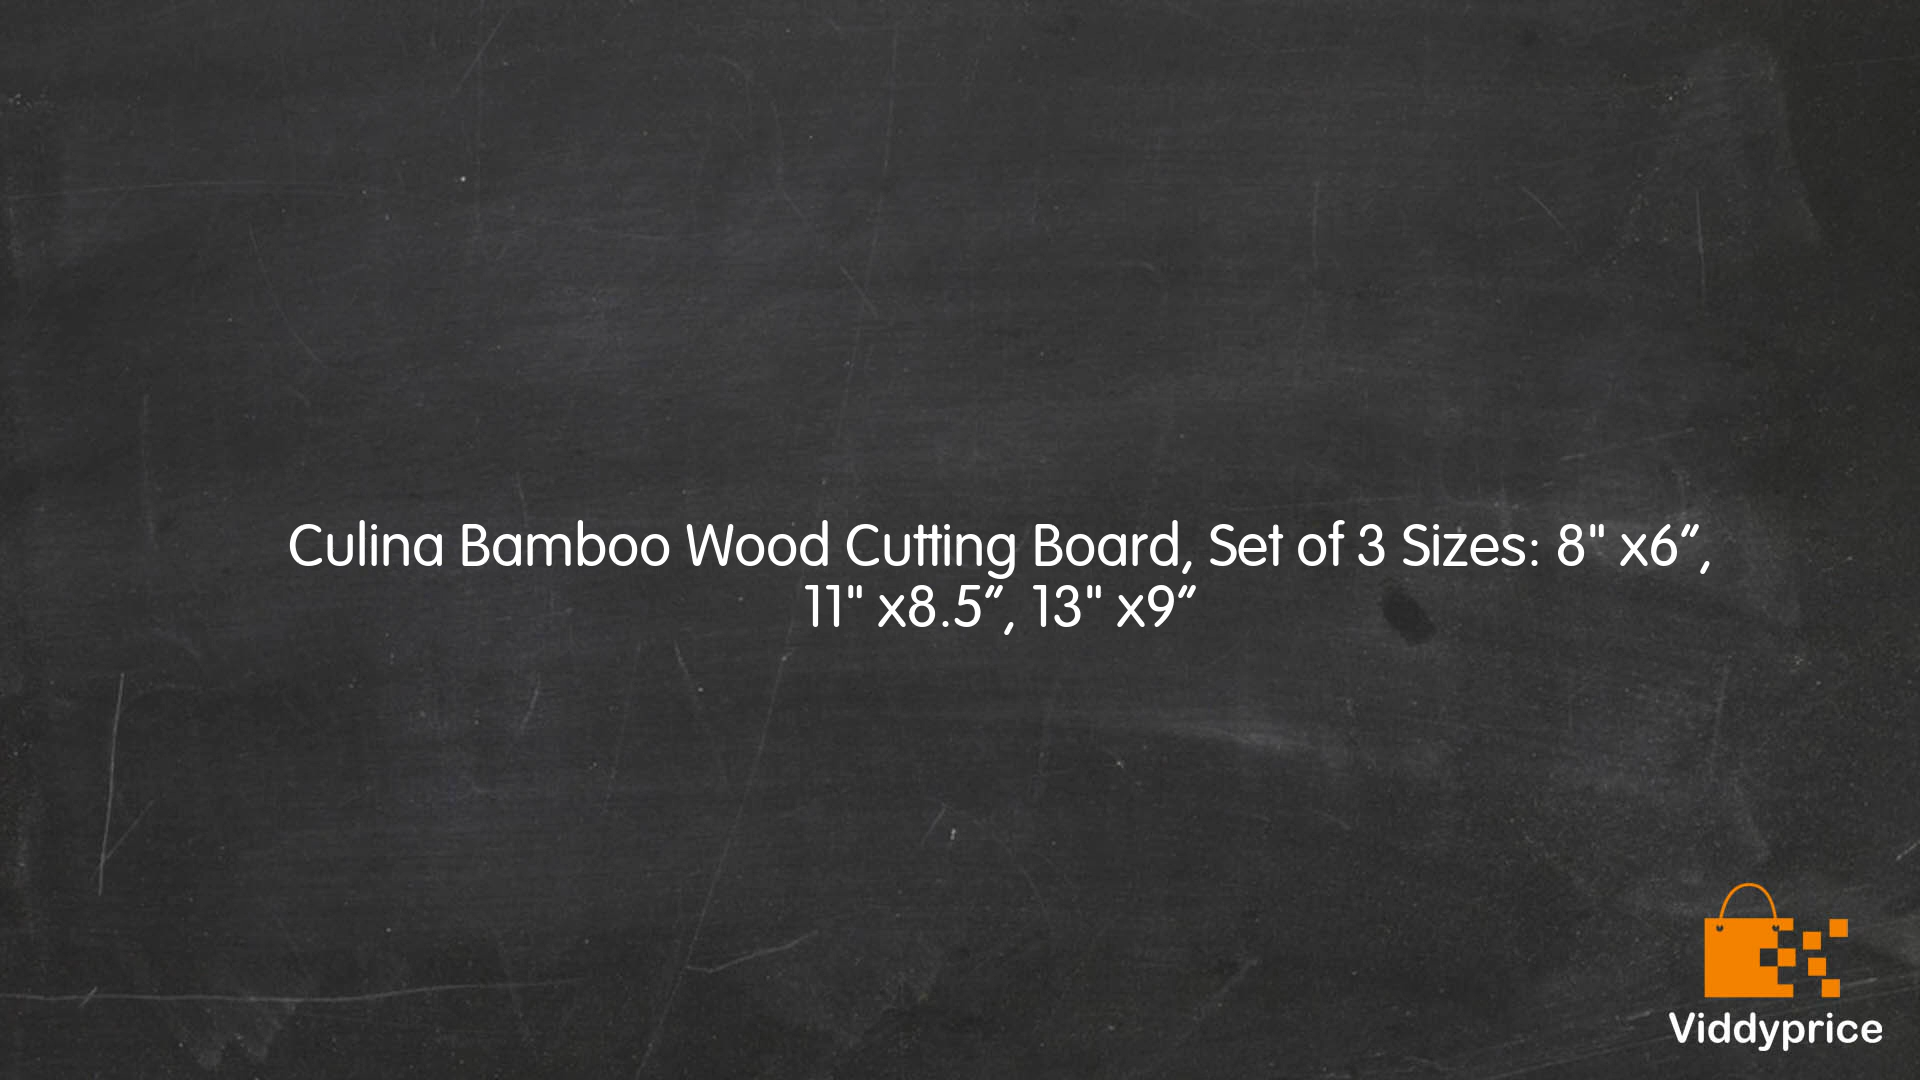 Culina Bamboo Wood Cutting Board, Set of 3 Sizes: 8" x6”,
11" x8.5”, 13" x9”
Viddyprice